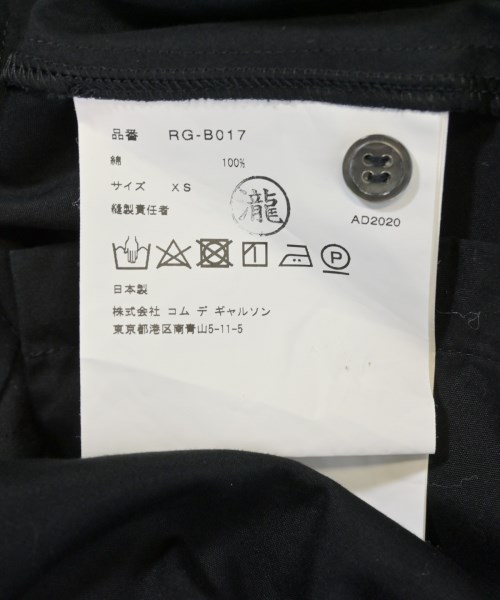 品番 RG-B017
綿 100%
サイズ XS
縫製責任者 瀧
AD2020
P
日本製
株式会社 コム デ ギャルソン
東京都港区南青山5-11-5